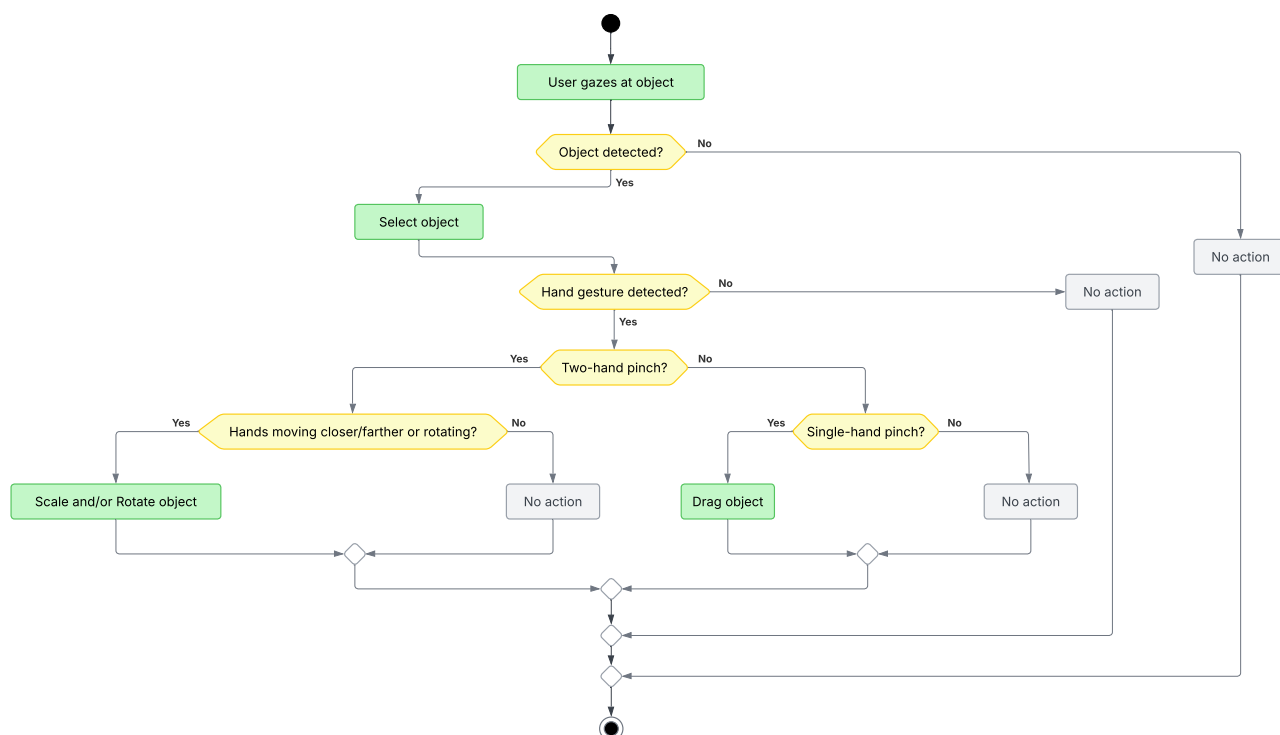 User gazes at object
Object detected?
No
Yes
Select object
No action
Hand gesture detected?
No
No action
Yes
Two-hand pinch?
Yes
No
Hands moving closer/farther or rotating?
Yes
No
Single-hand pinch?
Yes
No
Scale and/or Rotate object
No action
Drag object
No action